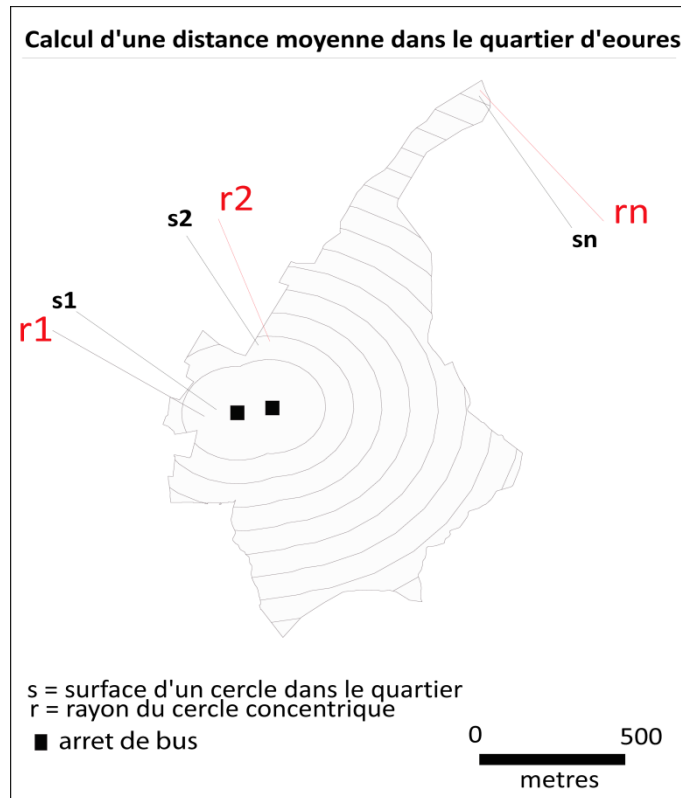 Calcul d'une distance moyenne dans le quartier d'eoures
r2
s2
rn
sn
s1
r1
s = surface d'un cercle dans le quartier
r = rayon du cercle concentrique
arret de bus
0 500
metres